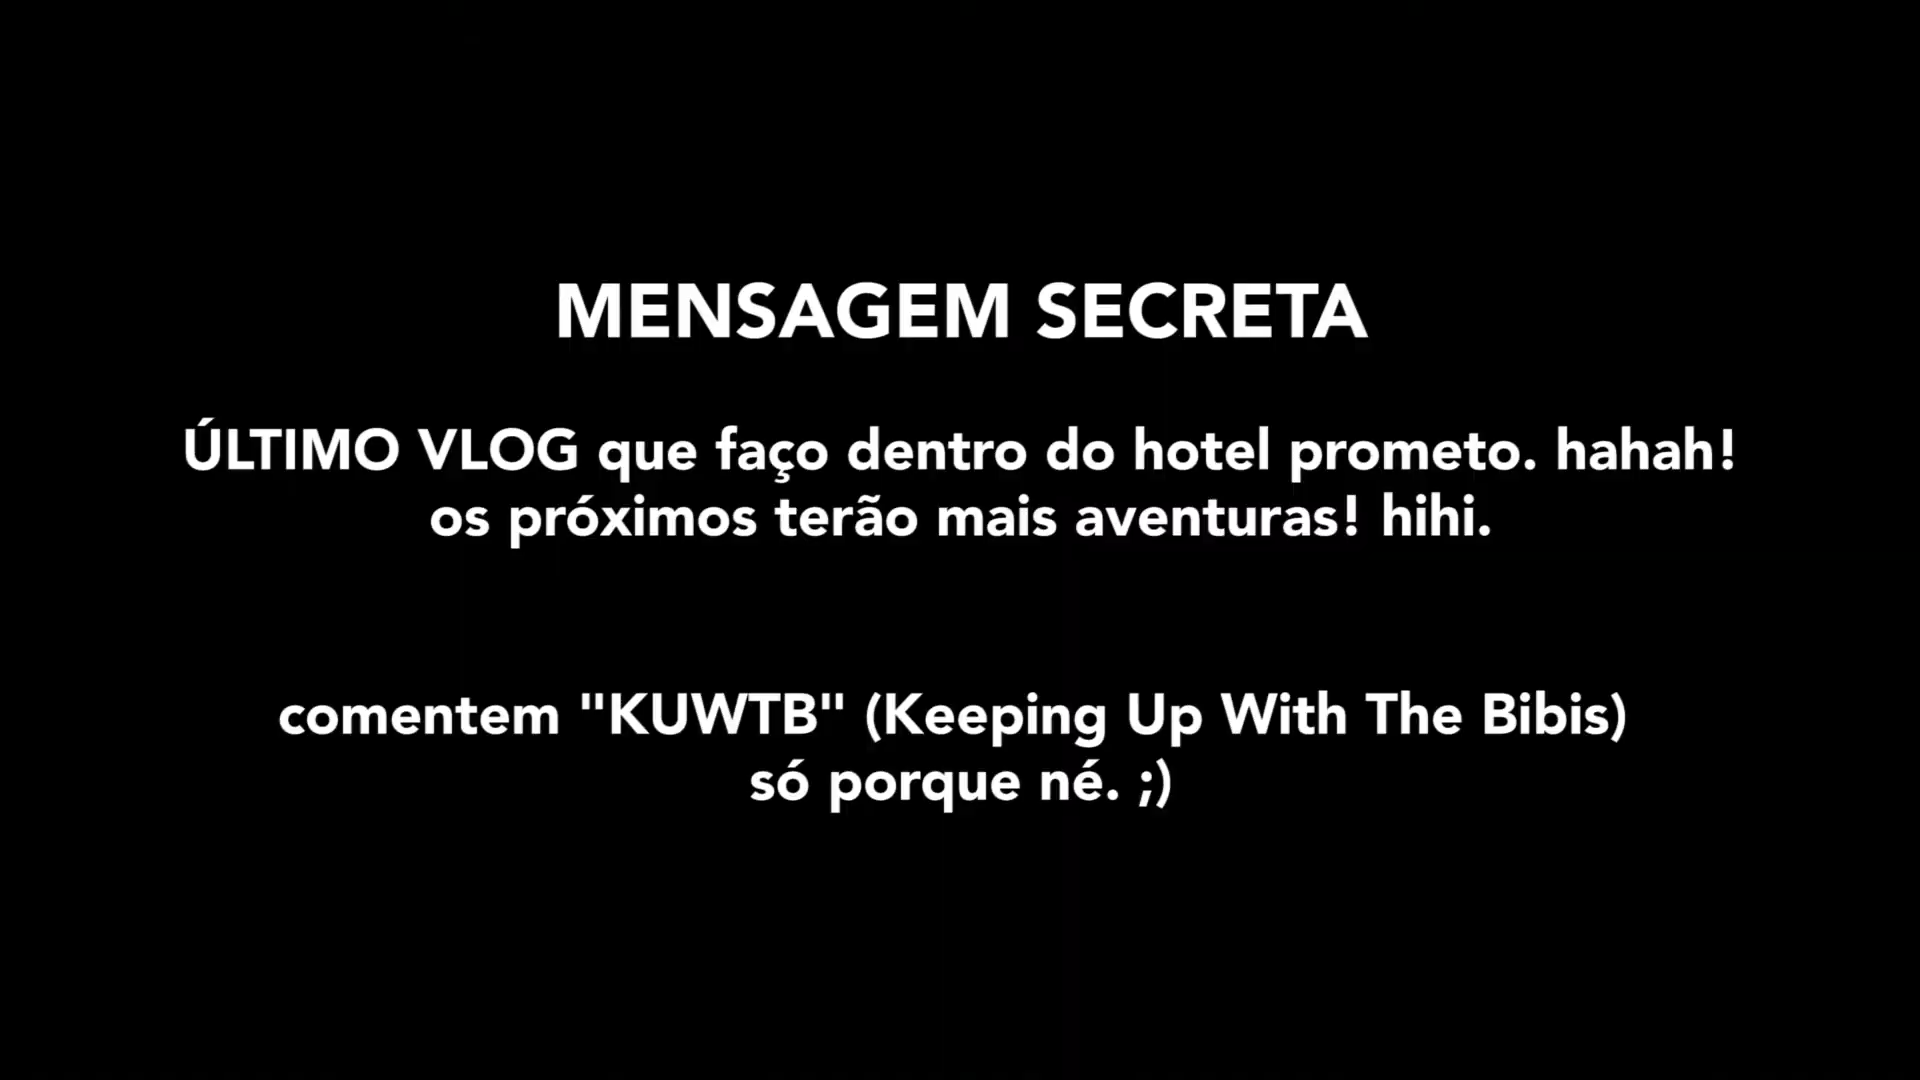 MENSAGEM SECRETA
ÚLTIMO VLOG que faço dentro do hotel prometo. hahah!
os próximos terão mais aventuras! hihi.
comentem "KUWTB" (Keeping Up With The Bibis)
só porque né. ;)